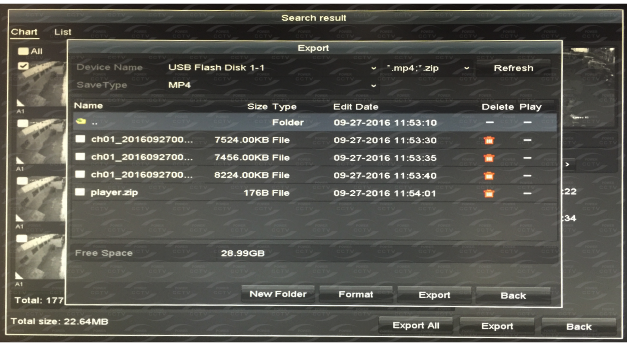 Search result
Chart List
All
Export
Device Name USB Flash Disk 1-1 *.mp4;*.zip Refresh
SaveType MP4
Name Size Type Edit Date Delete Play
.. Folder 09-27-2016 11:53:10 — —
ch01_2016092700... 7524.00KB File 09-27-2016 11:53:30 —
ch01_2016092700... 7456.00KB File 09-27-2016 11:53:35 —
ch01_2016092700... 8224.00KB File 09-27-2016 11:53:40 —
player.zip 176B File 09-27-2016 11:54:01 —
A1
A1
A1
A1
>
:22
:34
Free Space 28.99GB
New Folder Format Export Back
Total: 177
Total size: 22.64MB Export All Export Back